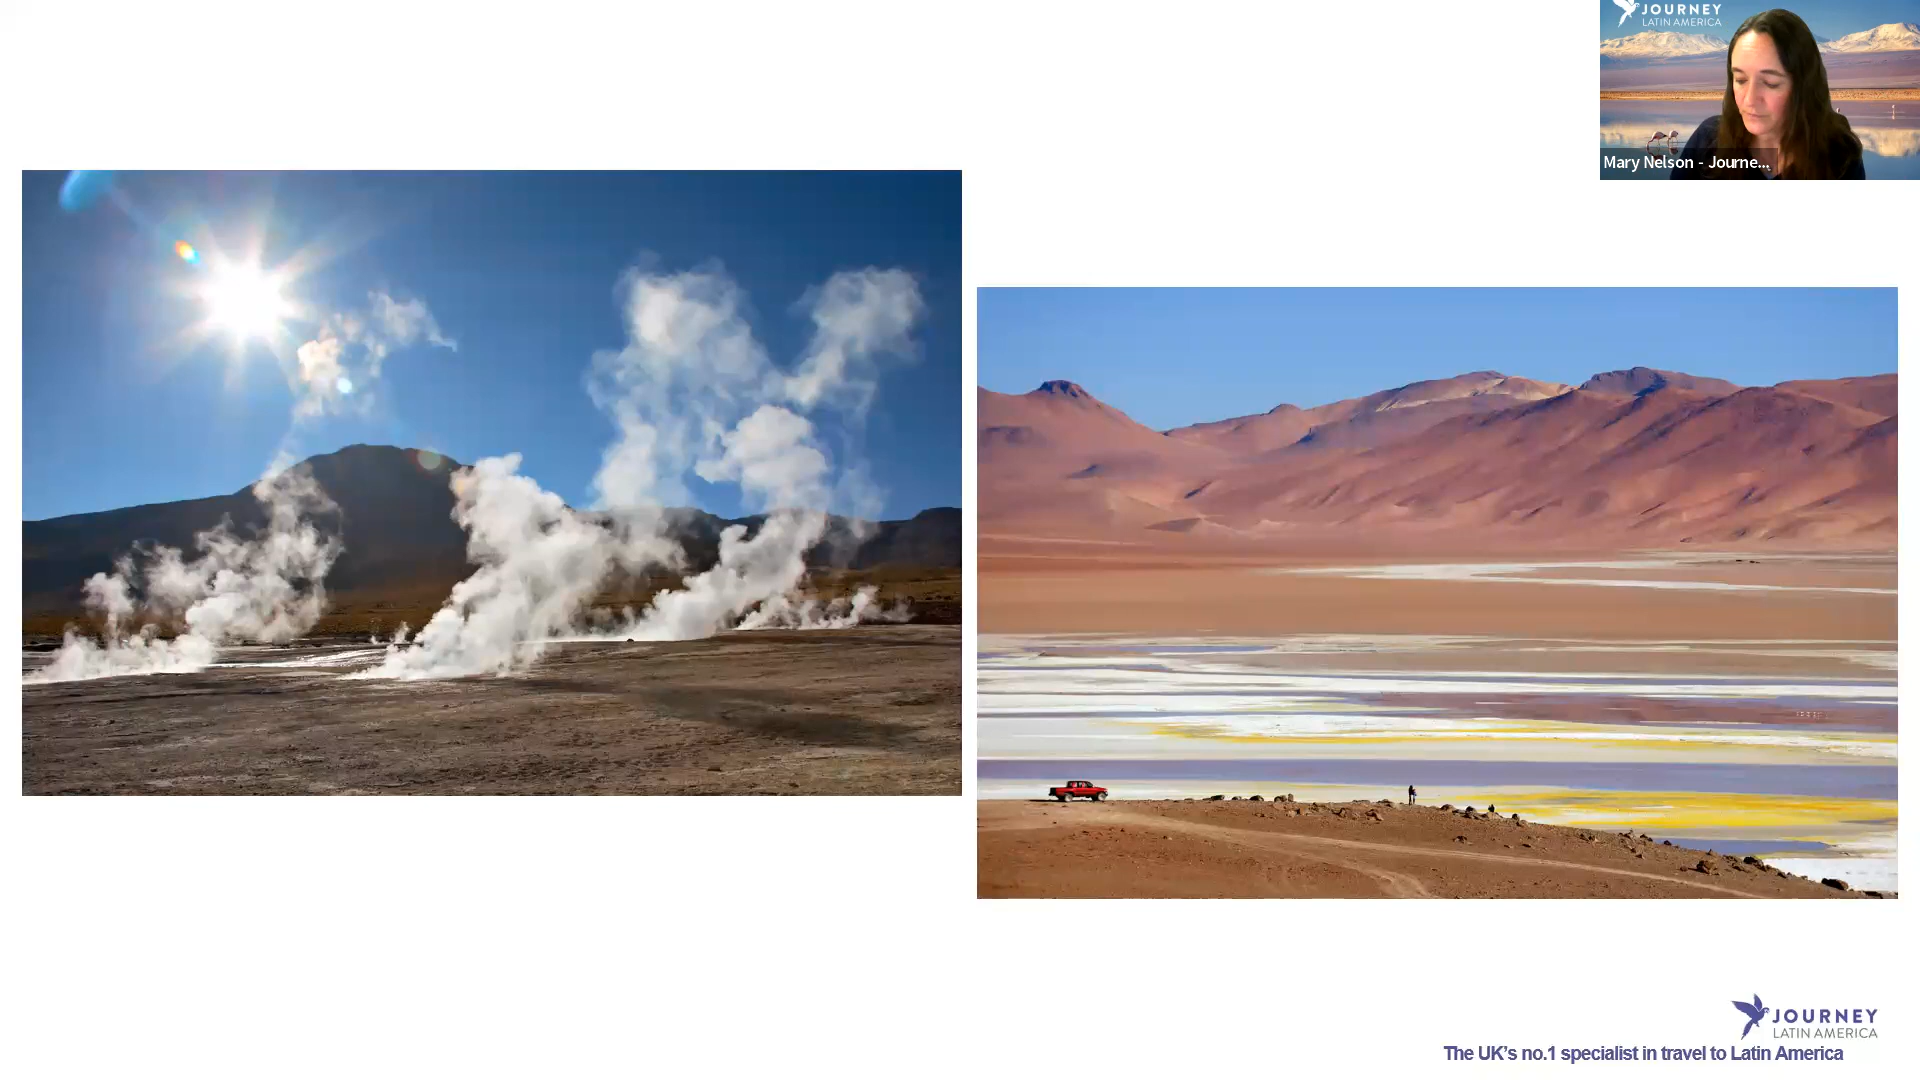 JOURNEY
LATIN AMERICA
Mary Nelson - Journe...
JOURNEY
LATIN AMERICA
The UK's no.1 specialist in travel to Latin America